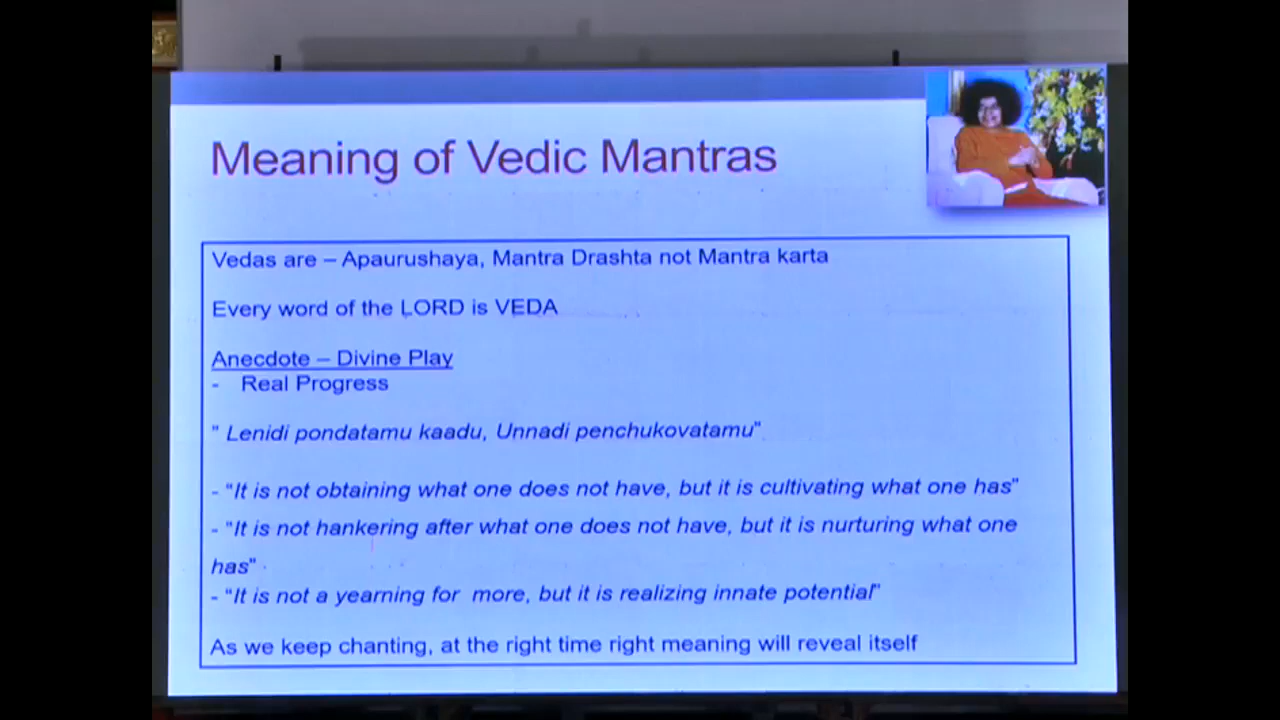 Meaning of Vedic Mantras
Vedas are – Apaurushaya, Mantra Drashta not Mantra karta
Every word of the LORD is VEDA
Anecdote – Divine Play
- Real Progress
" Lenidi pondatamu kaadu, Unnadi penchukovatamu"
- "It is not obtaining what one does not have, but it is cultivating what one has"
- "It is not hankering after what one does not have, but it is nurturing what one
has"
- "It is not a yearning for more, but it is realizing innate potential"
As we keep chanting, at the right time right meaning will reveal itself